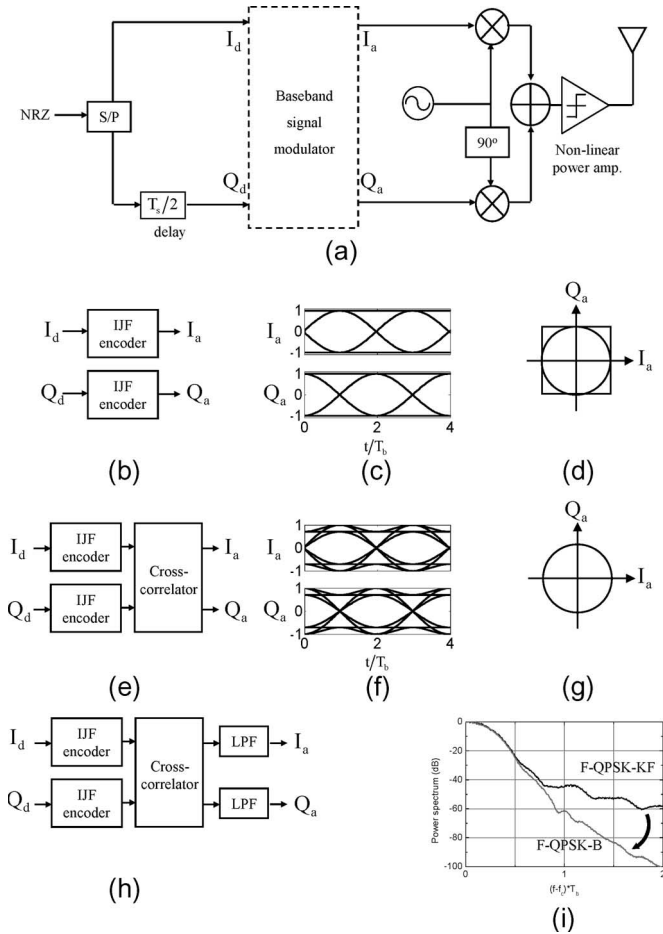 I_d
I_a
NRZ
S/P
Baseband
signal
modulator
90°
Non-linear
power amp.
T_s/2
delay
Q_d
Q_a
(a)
I_d
IJF
encoder
I_a
Q_d
IJF
encoder
Q_a
(b)
I_a
1
0
-1
Q_a
1
0
-1
0
2
4
t/T_b
(c)
Q_a
I_a
(d)
I_d
IJF
encoder
Q_d
IJF
encoder
Cross-
correlator
I_a
Q_a
(e)
I_a
1
0
-1
Q_a
1
0
-1
0
2
4
t/T_b
(f)
Q_a
I_a
(g)
I_d
IJF
encoder
Q_d
IJF
encoder
Cross-
correlator
LPF
LPF
I_a
Q_a
(h)
Power spectrum (dB)
0
-20
-40
-60
-80
-100
F-QPSK-KF
F-QPSK-B
0
0.5
1
1.5
2
(f-f_c)*T_b
(i)